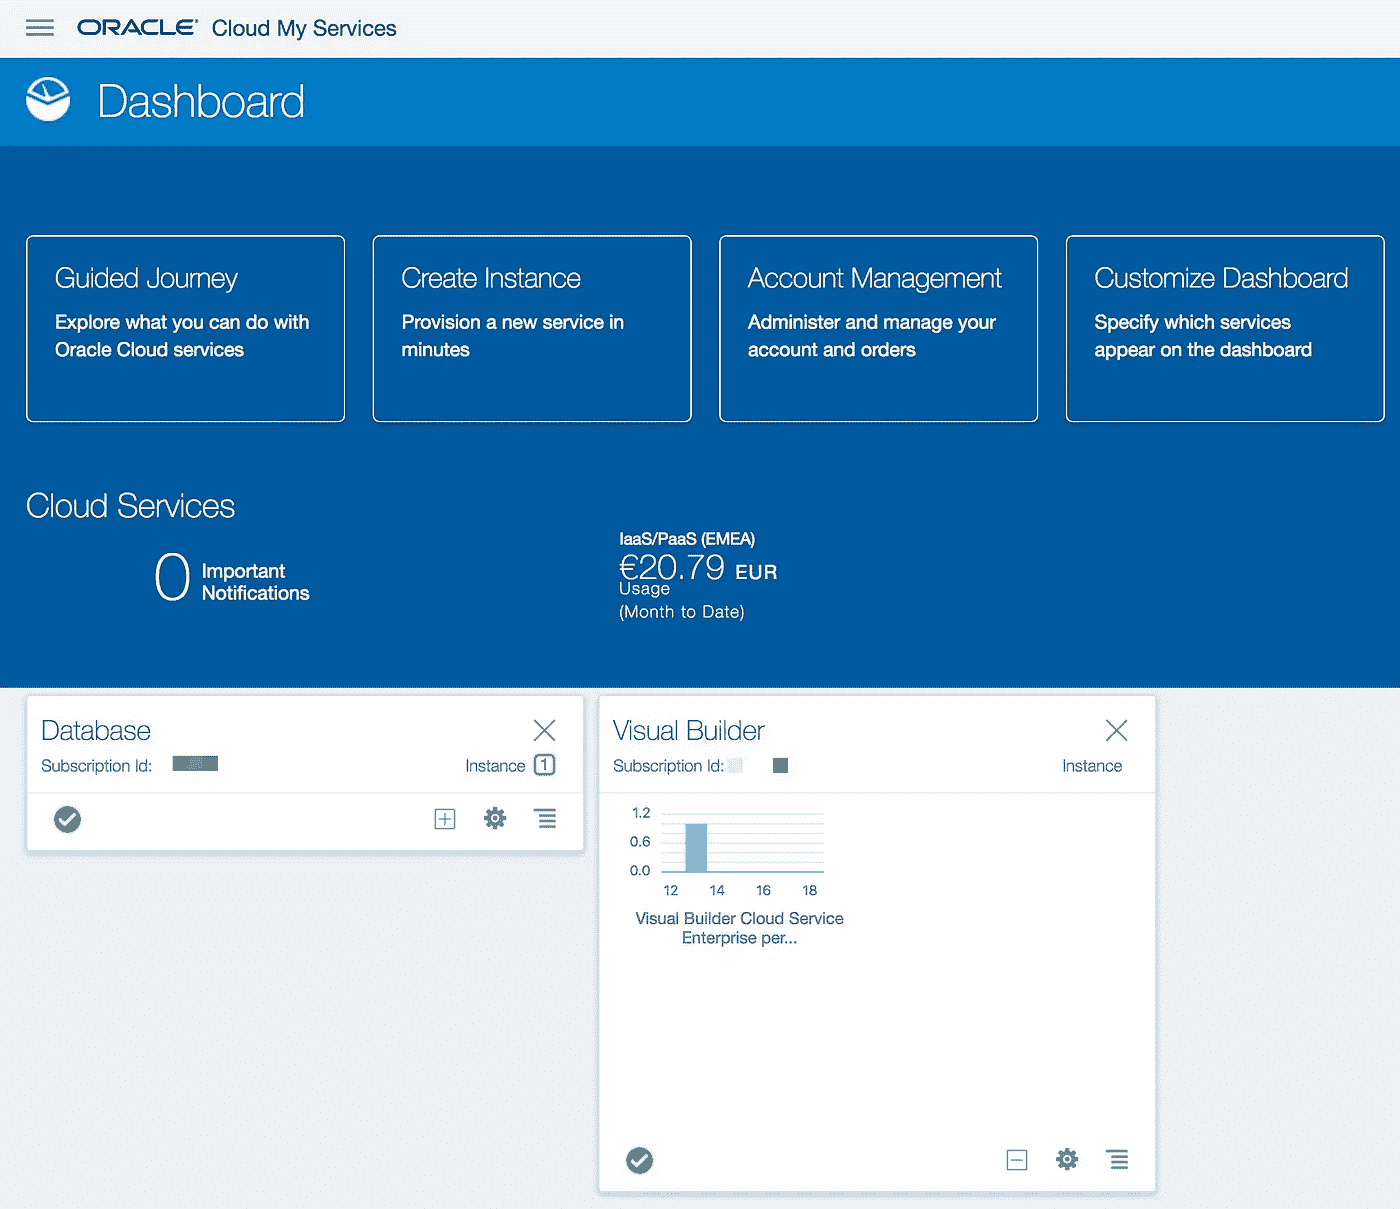 ORACLE® Cloud My Services
Dashboard
Guided Journey
Explore what you can do with
Oracle Cloud services
Create Instance
Provision a new service in
minutes
Account Management
Administer and manage your
account and orders
Customize Dashboard
Specify which services
appear on the dashboard
Cloud Services
0 Important
Notifications
IaaS/PaaS (EMEA)
€20.79 EUR
Usage
(Month to Date)
Database
Subscription Id:
Instance 1
Visual Builder
Subscription Id:
Instance
1.2
0.6
0.0
12 14 16 18
Visual Builder Cloud Service
Enterprise per...